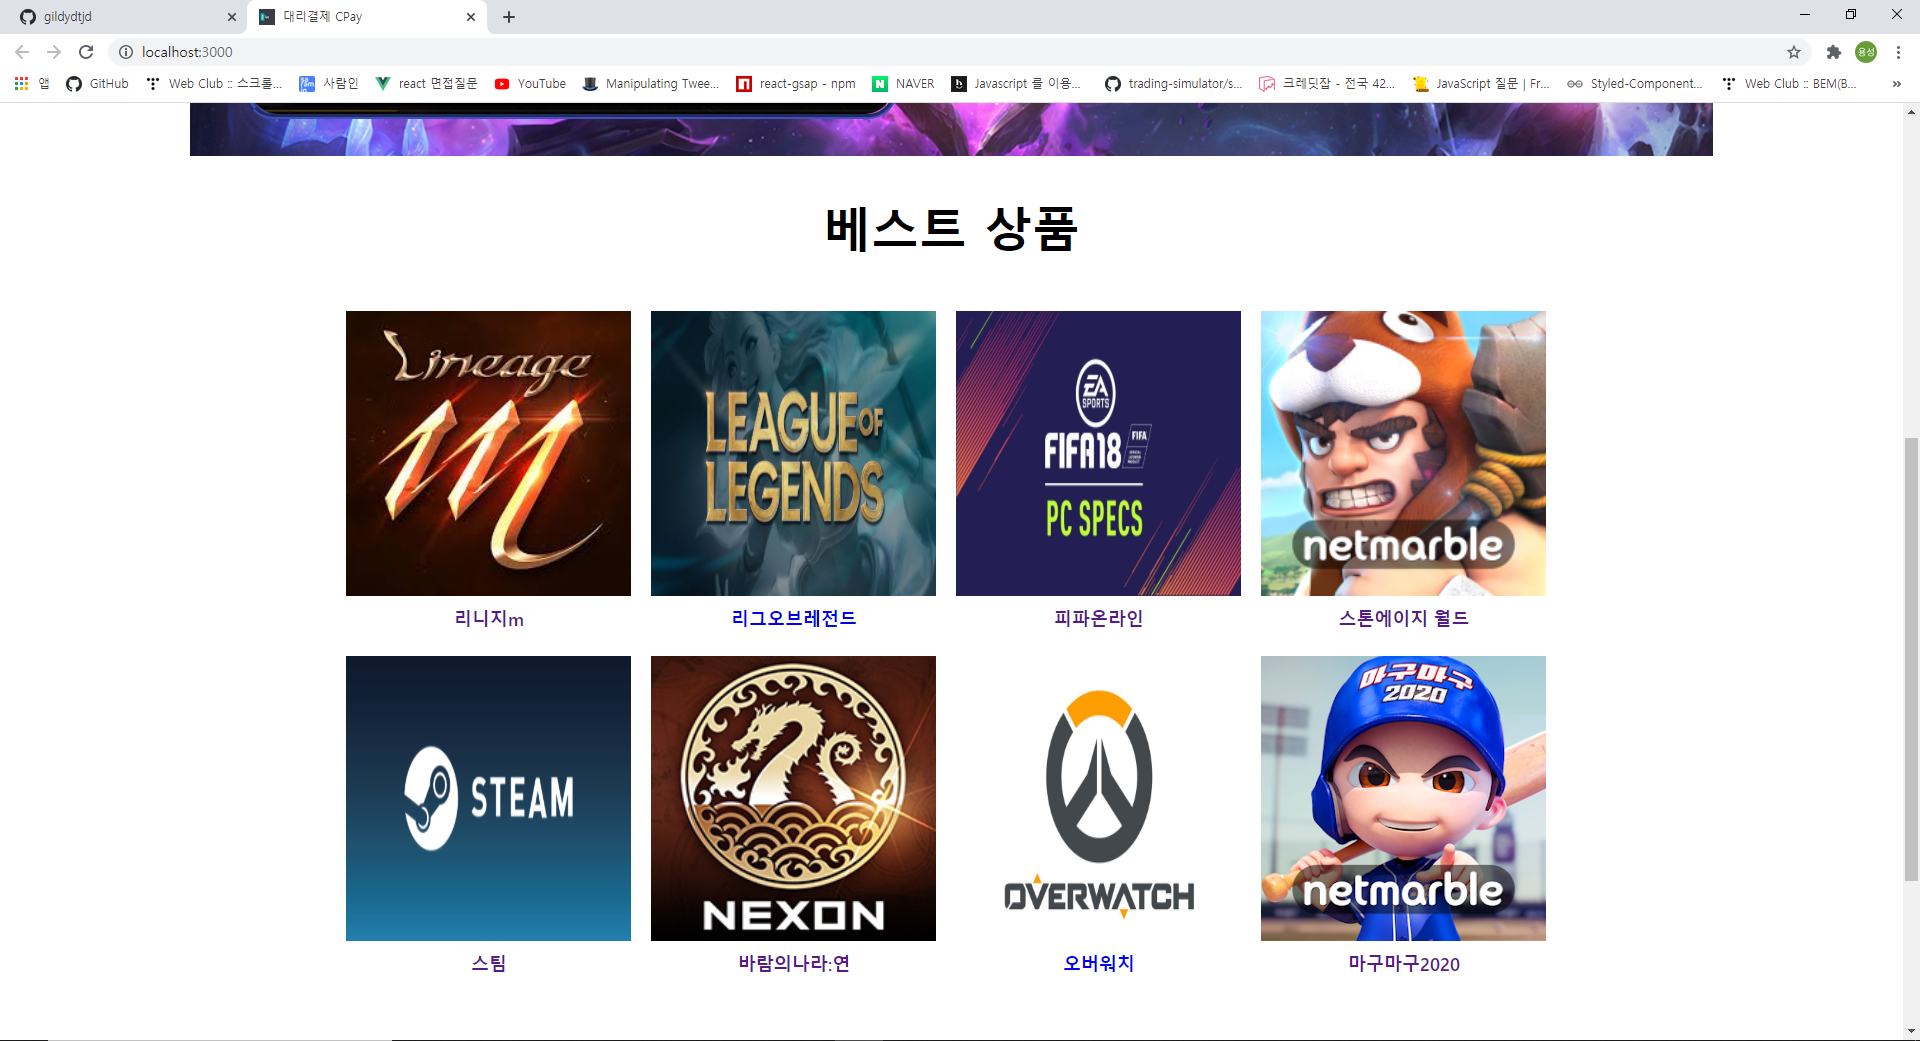 gildydtjd
대리결제 CPay
localhost:3000
용성
앱
GitHub
Web Club :: 스크롤...
사람인
react 면접질문
YouTube
Manipulating Twee...
react-gsap - npm
NAVER
Javascript 를 이용...
trading-simulator/s...
크레딧잡 - 전국 42...
JavaScript 질문 | Fr...
Styled-Component...
Web Club :: BEM(B...
베스트 상품
Lineage
M
LEAGUE OF
LEGENDS
EA
SPORTS
FIFA18
FIFA
PC SPECS
netmarble
리니지m
리그오브레전드
피파온라인
스톤에이지 월드
STEAM
NEXON
OVERWATCH
마구마구
2020
netmarble
스팀
바람의나라:연
오버워치
마구마구2020